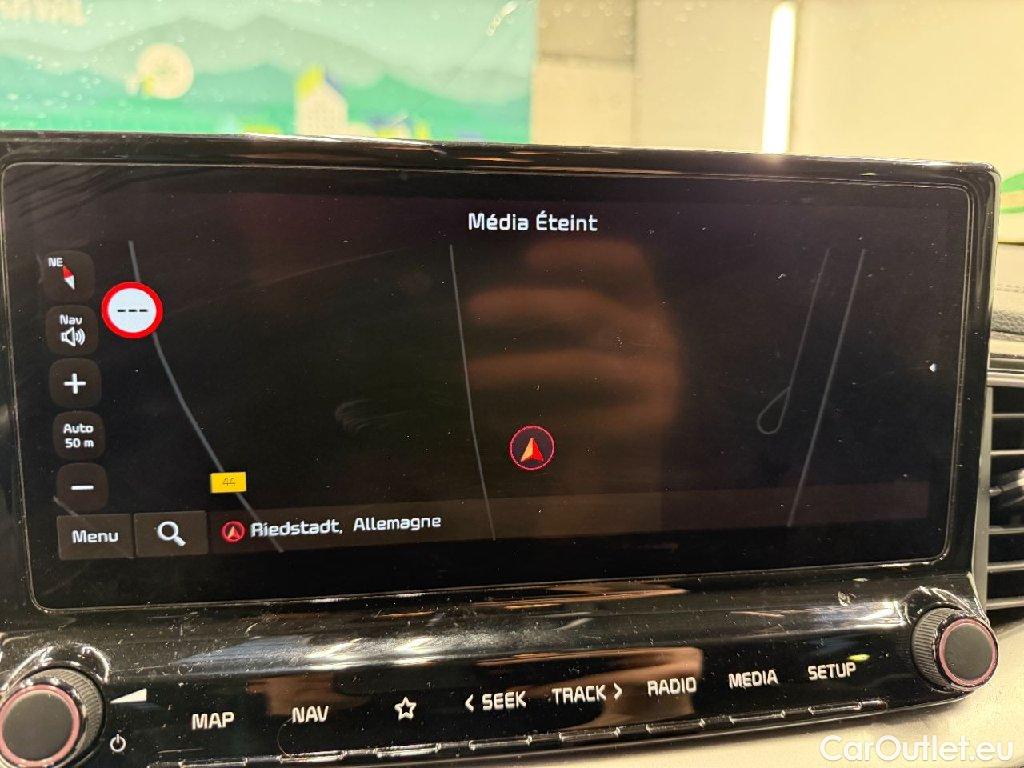 Média Éteint
NE
---
Nav
+
Auto
50 m
−
44
Menu
Riedstadt, Allemagne
MAP
NAV
< SEEK
TRACK >
RADIO
MEDIA
SETUP
CarOutlet.eu